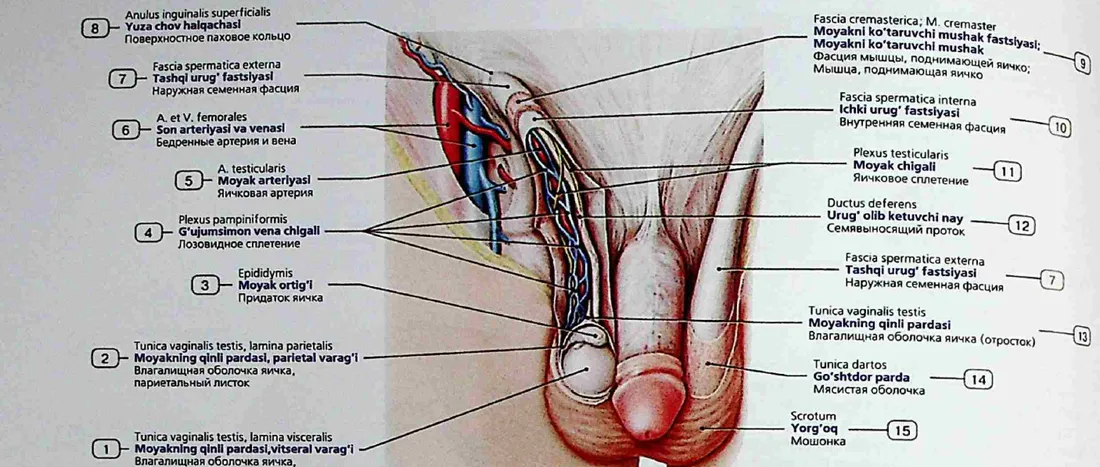 8
Anulus inguinalis superficialis
Yuza chov halqachasi
Поверхностное паховое кольцо
7
Fascia spermatica externa
Tashqi urug' fastsiyasi
Наружная семенная фасция
6
A. et V. femorales
Son arteriyasi va venasi
Бедренные артерия и вена
5
A. testicularis
Moyak arteriyasi
Яичковая артерия
4
Plexus pampiniformis
G'ujumsimon vena chigali
Лозовидное сплетение
3
Epididymis
Moyak ortig'i
Придаток яичка
2
Tunica vaginalis testis, lamina parietalis
Moyakning qinli pardasi, parietal varag'i
Влагалищная оболочка яичка,
париетальный листок
1
Tunica vaginalis testis, lamina visceralis
Moyakning qinli pardasi,vitseral varag'i
Влагалищная оболочка яичка,
Fascia cremasterica; M. cremaster
Moyakni ko'taruvchi mushak fastsiyasi;
Moyakni ko'taruvchi mushak
Фасция мышцы, поднимающей яичко;
Мышца, поднимающая яичко
9
Fascia spermatica interna
Ichki urug' fastsiyasi
Внутренняя семенная фасция
10
Plexus testicularis
Moyak chigali
Яичковое сплетение
11
Ductus deferens
Urug' olib ketuvchi nay
Семявыносящий проток
12
Fascia spermatica externa
Tashqi urug' fastsiyasi
Наружная семенная фасция
7
Tunica vaginalis testis
Moyakning qinli pardasi
Влагалищная оболочка яичка (отросток)
13
Tunica dartos
Go'shtdor parda
Мясистая оболочка
14
Scrotum
Yorg'oq
Мошонка
15